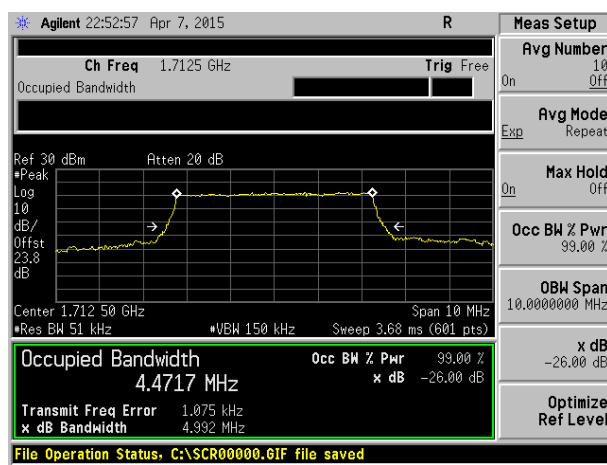 Agilent 22:52:57 Apr 7, 2015 R
Meas Setup
Ch Freq 1.7125 GHz Trig Free
Occupied Bandwidth
Avg Number
10
On Off
Avg Mode
Exp Repeat
Max Hold
On Off
Occ BW % Pwr
99.00 %
OBW Span
10.0000000 MHz
x dB
-26.00 dB
Optimize
Ref Level
Ref 30 dBm Atten 20 dB
#Peak
Log
10
dB/
Offst
23.8
dB
Center 1.712 50 GHz Span 10 MHz
#Res BW 51 kHz #VBW 150 kHz Sweep 3.68 ms (601 pts)
Occupied Bandwidth Occ BW % Pwr 99.00 %
4.4717 MHz x dB -26.00 dB
Transmit Freq Error 1.075 kHz
x dB Bandwidth 4.992 MHz
File Operation Status, C:\SCR00000.GIF file saved